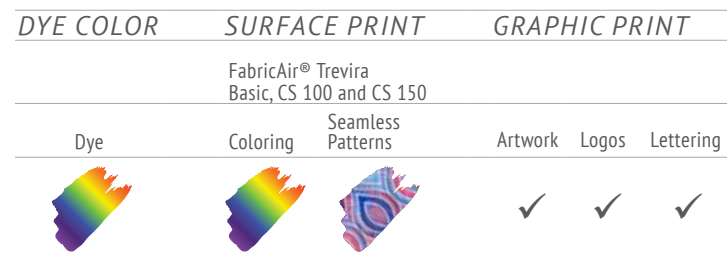 DYE COLOR SURFACE PRINT GRAPHIC PRINT
FabricAir® Trevira
Basic, CS 100 and CS 150
Dye Coloring Seamless Patterns Artwork Logos Lettering